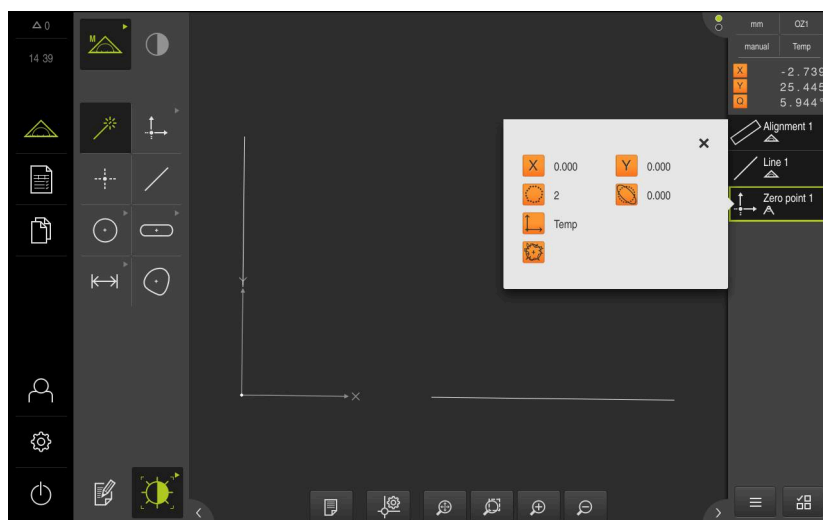 0
14 39
M
mm
OZ1
manual
Temp
X
-2.739
Y
25.445
Q
5.944°
Alignment 1
Line 1
Zero point 1
X 0.000 Y 0.000
2 0.000
Temp
Y
X